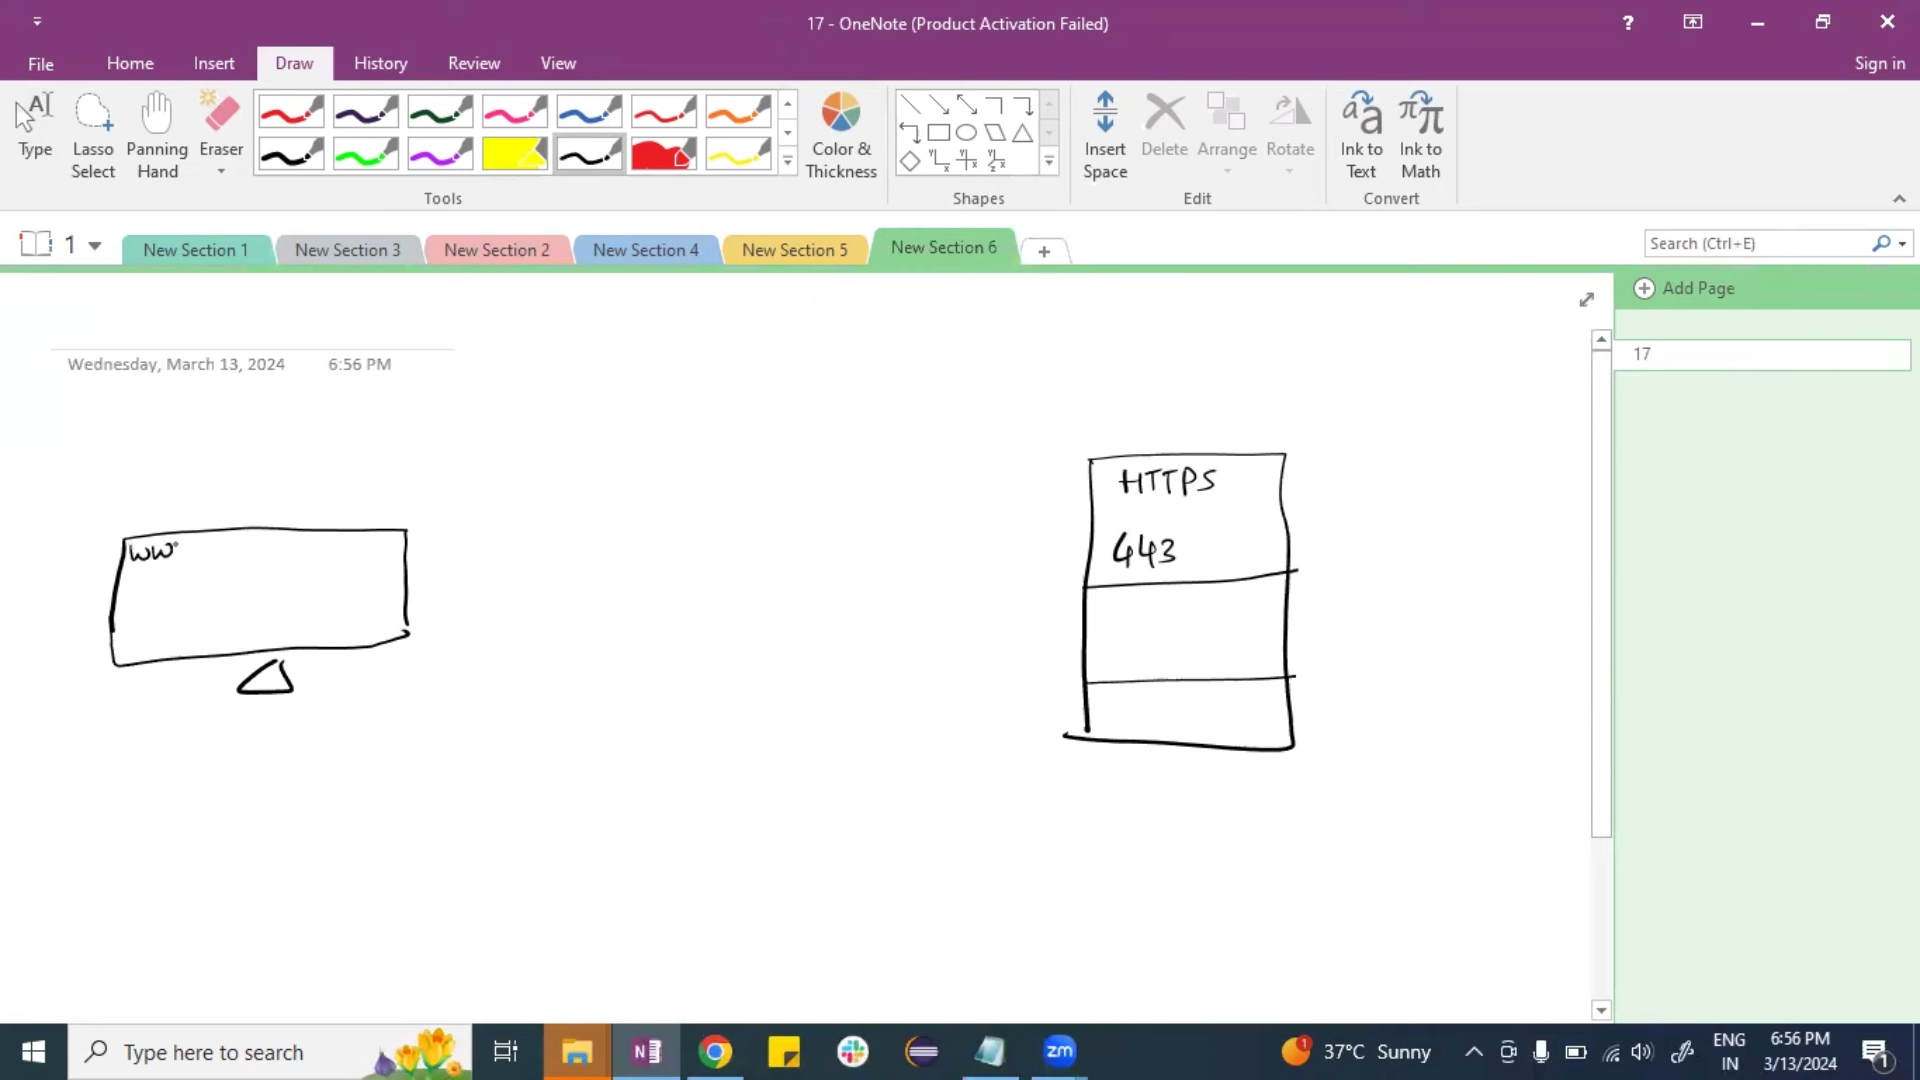 17 - OneNote (Product Activation Failed)
?
File Home Insert Draw History Review View Sign in
Type Lasso Select Panning Hand Eraser Color & Thickness Insert Space Delete Arrange Rotate Ink to Text Ink to Math
Tools Shapes Edit Convert
1 New Section 1 New Section 3 New Section 2 New Section 4 New Section 5 New Section 6 + Search (Ctrl+E)
Add Page
17
Wednesday, March 13, 2024 6:56 PM
HTTPS
443
WW
Type here to search N zm 1 37°C Sunny ENG IN 6:56 PM 3/13/2024 1